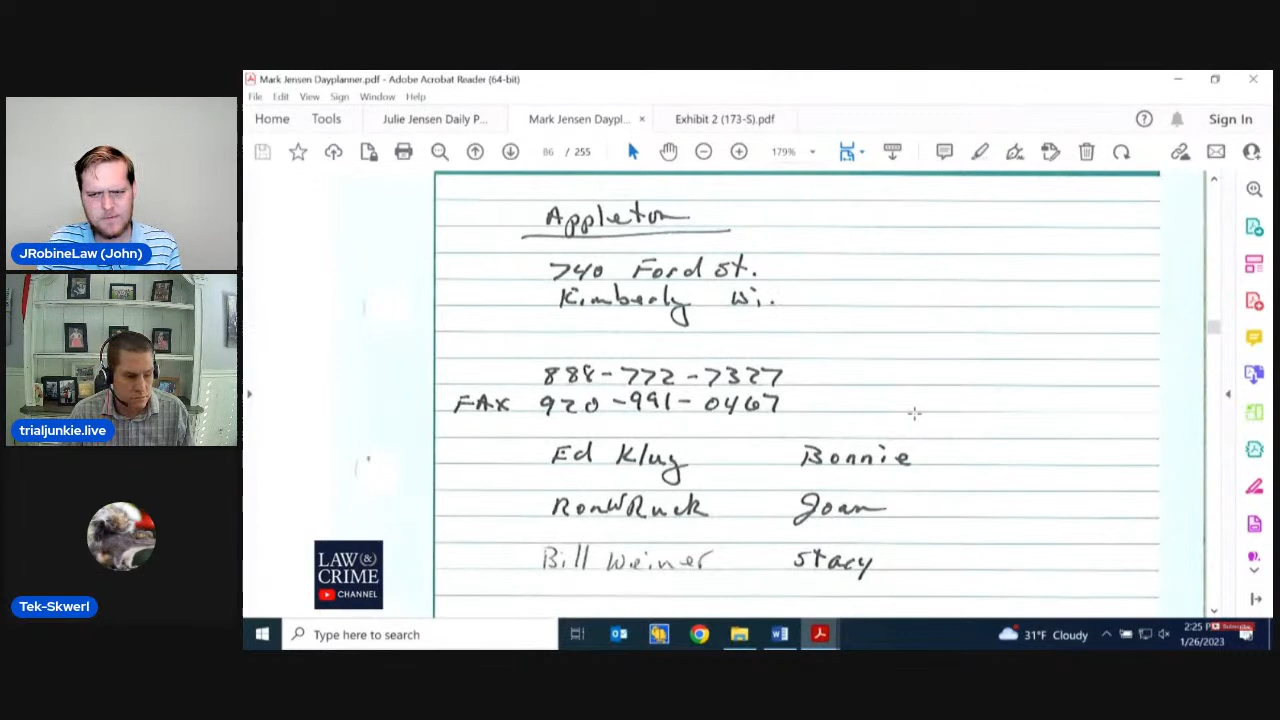 Mark Jensen Dayplanner.pdf - Adobe Acrobat Reader (64-bit)
File Edit View Sign Window Help
Home Tools Julie Jensen Daily P... Mark Jensen Daypl... × Exhibit 2 (173-S).pdf Sign In
86 / 255 179%
Appleton
740 Ford St.
Kimberly Wi.
888-772-7327
FAX 920-991-0467
Ed Klug Bonnie
Ron W Ruck Joan
Bill Weiner Stacy
JRobineLaw (John)
trialjunkie.live
Tek-Skwerl
LAW &
CRIME
CHANNEL
Type here to search
31°F Cloudy
2:25 P
Subscribe
1/26/2023